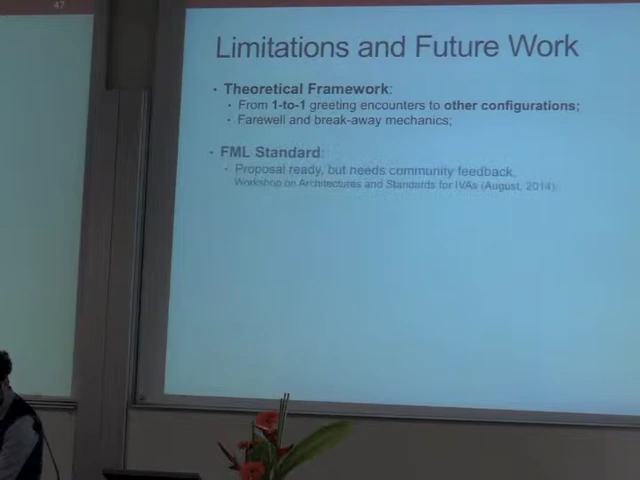 47
Limitations and Future Work
• Theoretical Framework:
• From 1-to-1 greeting encounters to other configurations;
• Farewell and break-away mechanics;
• FML Standard:
• Proposal ready, but needs community feedback,
Workshop on Architectures and Standards for IVAs (August, 2014)